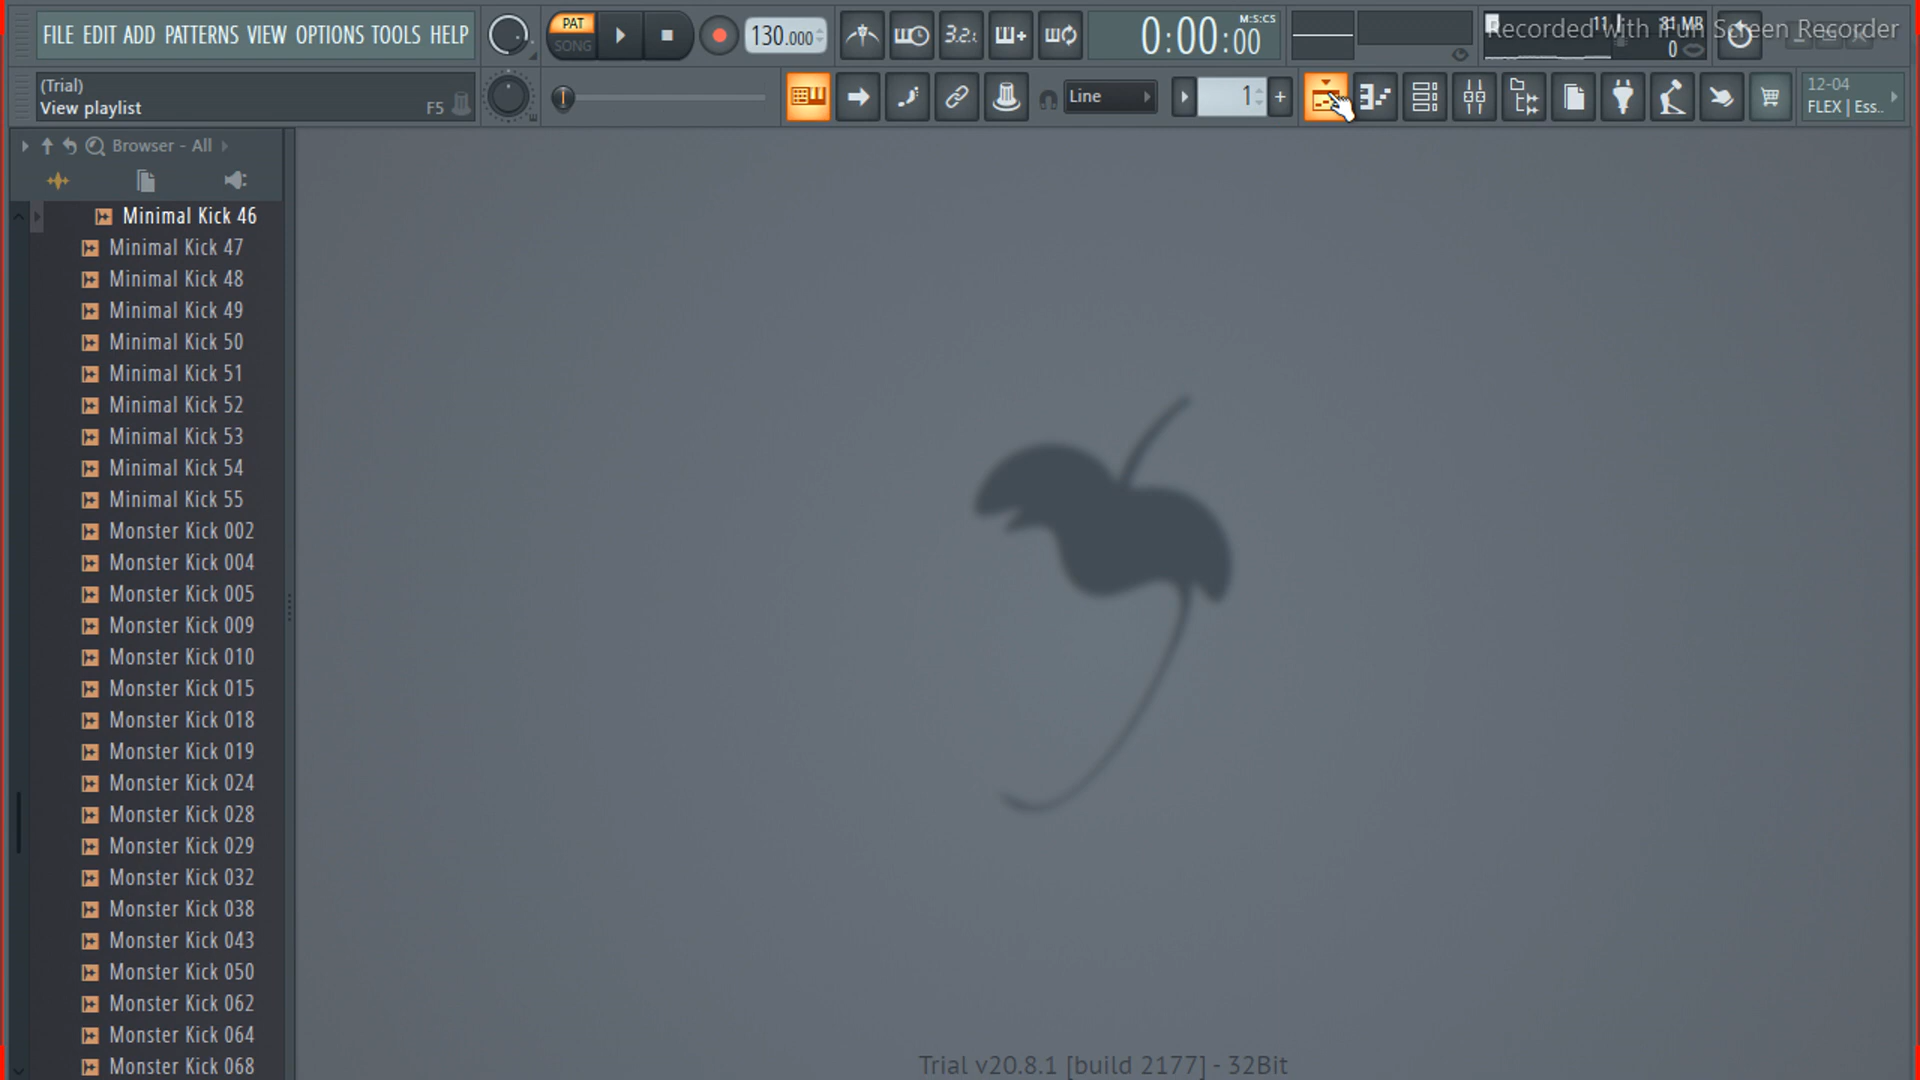 FILE EDIT ADD PATTERNS VIEW OPTIONS TOOLS HELP
PAT
SONG
130.000
3.2.
0:00:00
M:S:CS
11
81 MB
0
Recorded with iFun Screen Recorder
(Trial)
View playlist
F5
Line
1
12-04
FLEX | Ess..
Browser - All
Minimal Kick 46
Minimal Kick 47
Minimal Kick 48
Minimal Kick 49
Minimal Kick 50
Minimal Kick 51
Minimal Kick 52
Minimal Kick 53
Minimal Kick 54
Minimal Kick 55
Monster Kick 002
Monster Kick 004
Monster Kick 005
Monster Kick 009
Monster Kick 010
Monster Kick 015
Monster Kick 018
Monster Kick 019
Monster Kick 024
Monster Kick 028
Monster Kick 029
Monster Kick 032
Monster Kick 038
Monster Kick 043
Monster Kick 050
Monster Kick 062
Monster Kick 064
Monster Kick 068
Trial v20.8.1 [build 2177] - 32Bit